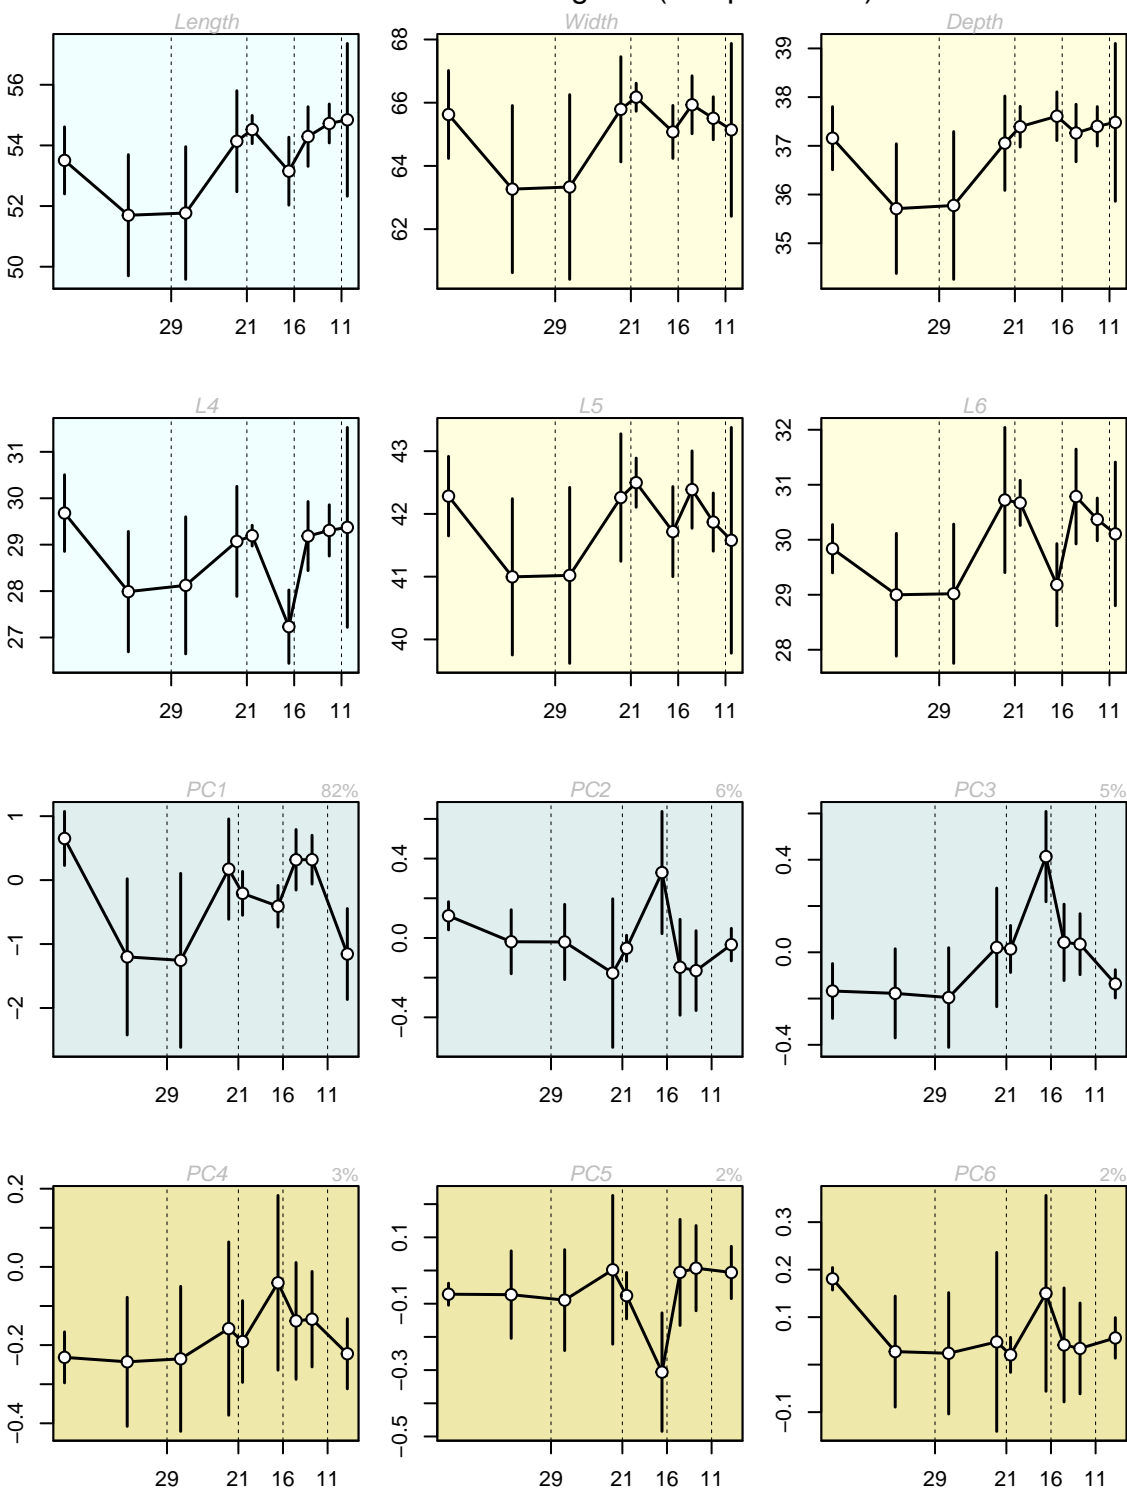 Length Width Depth
56 54 52 50
68 66 64 62
39 38 37 36 35
29 21 16 11 29 21 16 11 29 21 16 11
L4 L5 L6
31 30 29 28 27
43 42 41 40
32 31 30 29 28
29 21 16 11 29 21 16 11 29 21 16 11
PC1 82% PC2 6% PC3 5%
1 0 −1 −2
0.4 0.0 −0.4
0.4 0.0 −0.4
29 21 16 11 29 21 16 11 29 21 16 11
PC4 3% PC5 2% PC6 2%
0.2 0.0 −0.2 −0.4
0.1 −0.1 −0.3 −0.5
0.3 0.2 0.1 −0.1
29 21 16 11 29 21 16 11 29 21 16 11